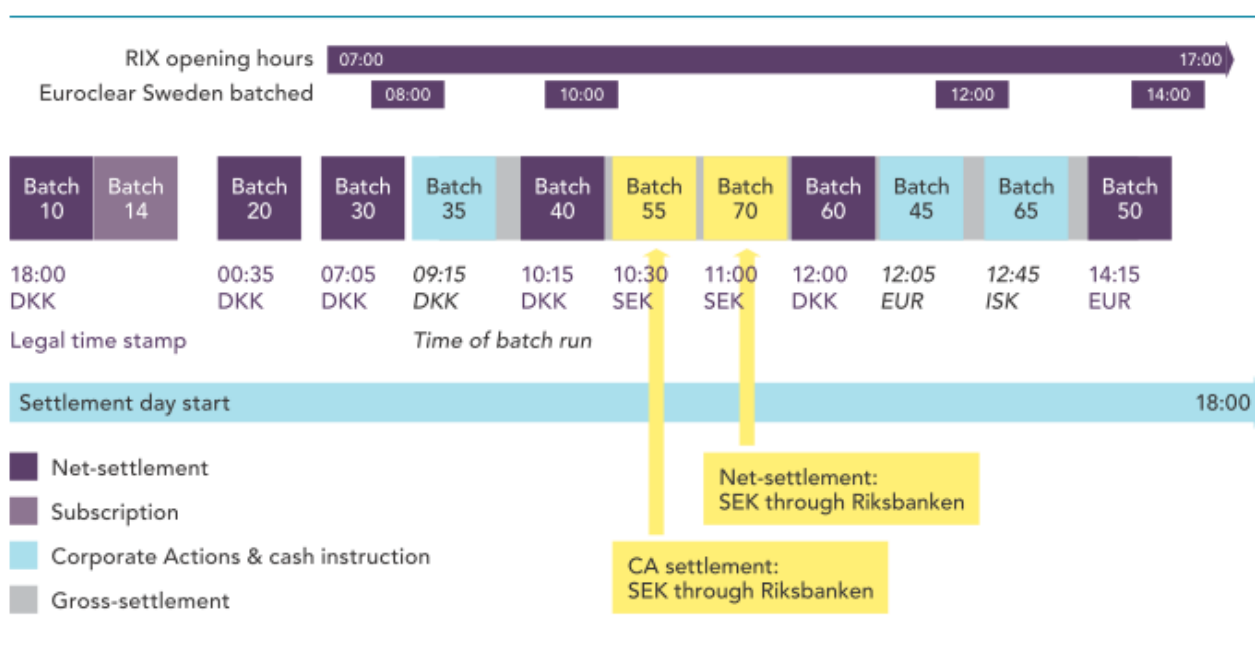 RIX opening hours 07:00 17:00
Euroclear Sweden batched 08:00 10:00 12:00 14:00
Batch 10
Batch 14
Batch 20
Batch 30
Batch 35
Batch 40
Batch 55
Batch 70
Batch 60
Batch 45
Batch 65
Batch 50
18:00 00:35 07:05 09:15 10:15 10:30 11:00 12:00 12:05 12:45 14:15
DKK DKK DKK DKK DKK SEK SEK DKK EUR ISK EUR
Legal time stamp Time of batch run
Settlement day start 18:00
Net-settlement
Subscription
Corporate Actions & cash instruction
Gross-settlement
Net-settlement:
SEK through Riksbanken
CA settlement:
SEK through Riksbanken